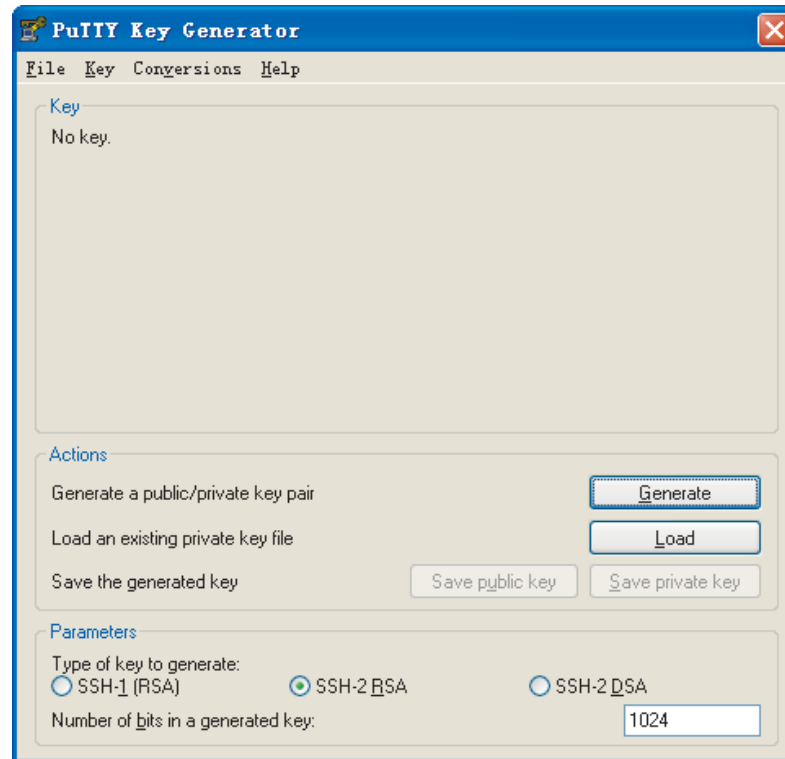 PuTTY Key Generator
File Key Conversions Help
Key
No key.
Actions
Generate a public/private key pair
Generate
Load an existing private key file
Load
Save the generated key
Save public key
Save private key
Parameters
Type of key to generate:
SSH-1 (RSA)
SSH-2 RSA
SSH-2 DSA
Number of bits in a generated key:
1024